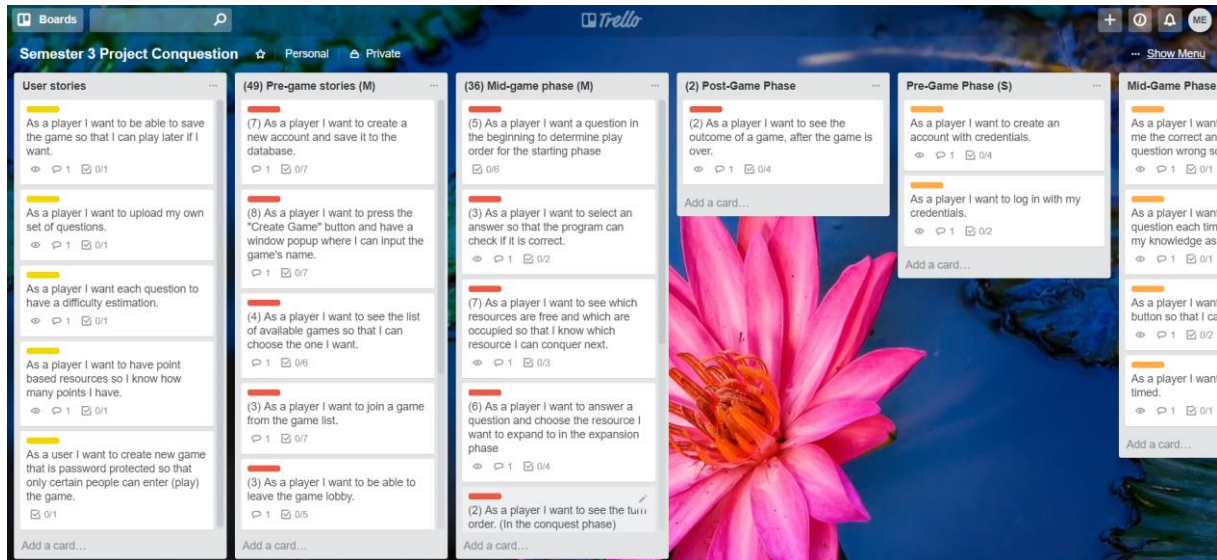 Boards
Trello
ME
Semester 3 Project Conquestion
Personal
Private
... Show Menu
User stories
As a player I want to be able to save
the game so that I can play later if I
want.
1 0/1
As a player I want to upload my own
set of questions.
1 0/1
As a player I want each question to
have a difficulty estimation.
1 0/1
As a player I want to have point
based resources so I know how
many points I have.
1 0/1
As a user I want to create new game
that is password protected so that
only certain people can enter (play)
the game.
0/1
Add a card...
(49) Pre-game stories (M)
(7) As a player I want to create a
new account and save it to the
database.
1 0/7
(8) As a player I want to press the
"Create Game" button and have a
window popup where I can input the
game's name.
1 0/7
(4) As a player I want to see the list
of available games so that I can
choose the one I want.
1 0/6
(3) As a player I want to join a game
from the game list.
1 0/7
(3) As a player I want to be able to
leave the game lobby.
1 0/5
Add a card...
(36) Mid-game phase (M)
(5) As a player I want a question in
the beginning to determine play
order for the starting phase
0/6
(3) As a player I want to select an
answer so that the program can
check if it is correct.
1 0/2
(7) As a player I want to see which
resources are free and which are
occupied so that I know which
resource I can conquer next.
1 0/3
(6) As a player I want to answer a
question and choose the resource I
want to expand to in the expansion
phase
1 0/4
(2) As a player I want to see the turn
order. (In the conquest phase)
Add a card...
(2) Post-Game Phase
(2) As a player I want to see the
outcome of a game, after the game is
over.
1 0/4
Add a card...
Pre-Game Phase (S)
As a player I want to create an
account with credentials.
1 0/4
As a player I want to log in with my
credentials.
1 0/2
Add a card...
Mid-Game Phase
As a player I want
me the correct an
question wrong so
1 0/1
As a player I want
question each tim
my knowledge as
1 0/1
As a player I want
button so that I ca
1 0/2
As a player I want
timed.
1 0/1
Add a card...